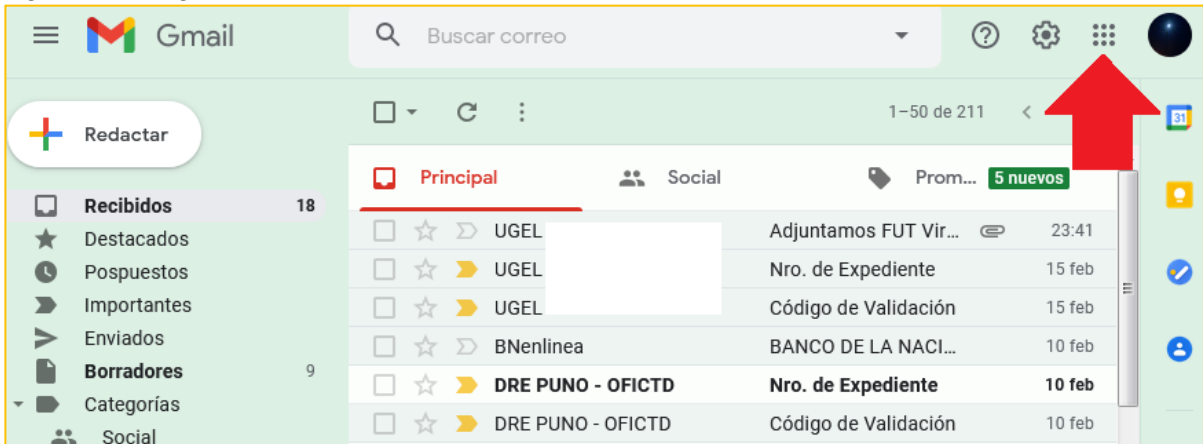 Gmail
Buscar correo
Redactar
1–50 de 211
31
Principal
Social
Prom... 5 nuevos
Recibidos 18
Destacados
Pospuestos
Importantes
Enviados
Borradores 9
Categorías
Social
UGEL Adjuntamos FUT Vir... 23:41
UGEL Nro. de Expediente 15 feb
UGEL Código de Validación 15 feb
BNenlinea BANCO DE LA NACI... 10 feb
DRE PUNO - OFICTD Nro. de Expediente 10 feb
DRE PUNO - OFICTD Código de Validación 10 feb